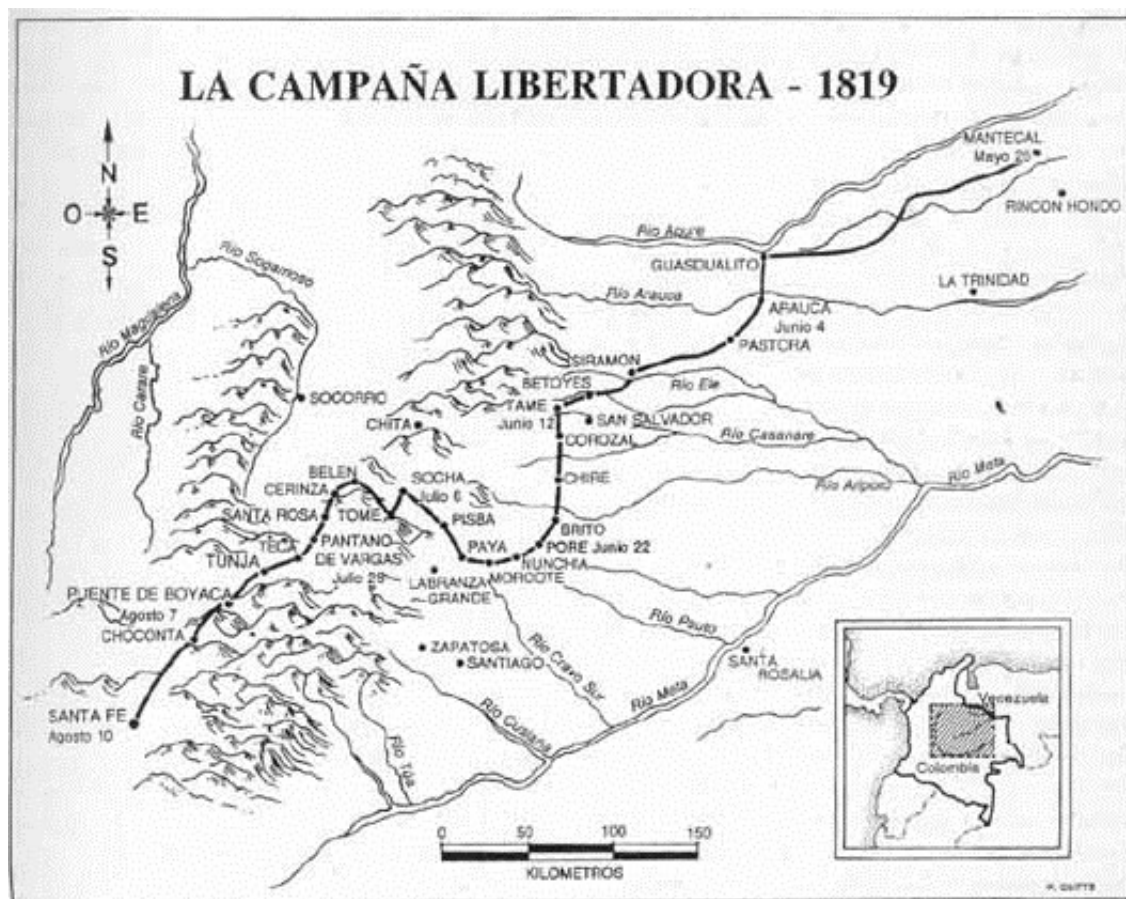 LA CAMPAÑA LIBERTADORA - 1819
N
O E
S
MANTECAL
Mayo 25
RINCON HONDO
Río Apure
GUASDUALITO
Río Sogamoso
Río Magdalena
Río Carare
Río Arauca
LA TRINIDAD
ARAUCA
Junio 4
PASTORA
SIRAMON
BETOYES
Río Ele
SOCORRO
TAME
Junio 12
SAN SALVADOR
CHITA
COROZAL
Río Casanare
Río Meta
BELEN
SOCHA
Julio 6
CHIRE
Río Ariporo
CERINZA
SANTA ROSA
TOME
PISBA
BRITO
PORE Junio 22
TECA
PANTANO
DE VARGAS
Julio 25
PAYA
NUNCHIA
MORCOTE
TUNJA
LABRANZA
GRANDE
PUENTE DE BOYACA
Agosto 7
CHOCONTA
Río Pauto
ZAPATOSA
SANTIAGO
Río Cravo Sur
SANTA
ROSALIA
Río Meta
SANTA FE
Agosto 10
Río Cusiana
Río Túa
Venezuela
Colombia
0 50 100 150
KILOMETROS